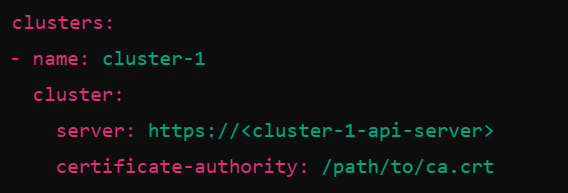 clusters:
- name: cluster-1
  cluster:
    server: https://<cluster-1-api-server>
    certificate-authority: /path/to/ca.crt